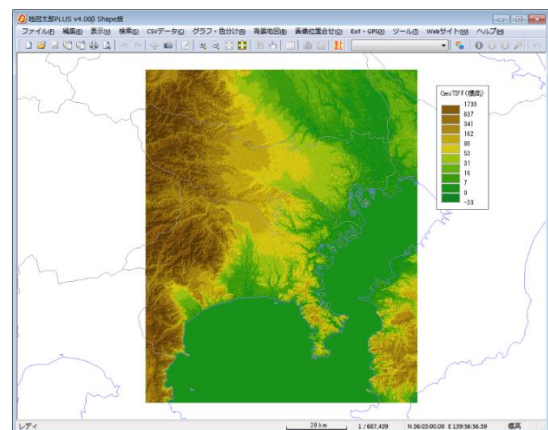 地図太郎PLUS v4.00β Shape版
ファイル(F) 編集(E) 表示(V) 検索(S) CSVデータ(C) グラフ・色分け(G) 背景地図(B) 画像位置合せ(I) Exif・GPS(X) ツール(T) Webサイト(W) ヘルプ(H)
GeoTIFF<標高>
1739
637
341
162
88
53
31
16
7
0
-33
レディ 20 km 1 / 687,439 N 36:03:00.00 E 139:56:56.59 標高